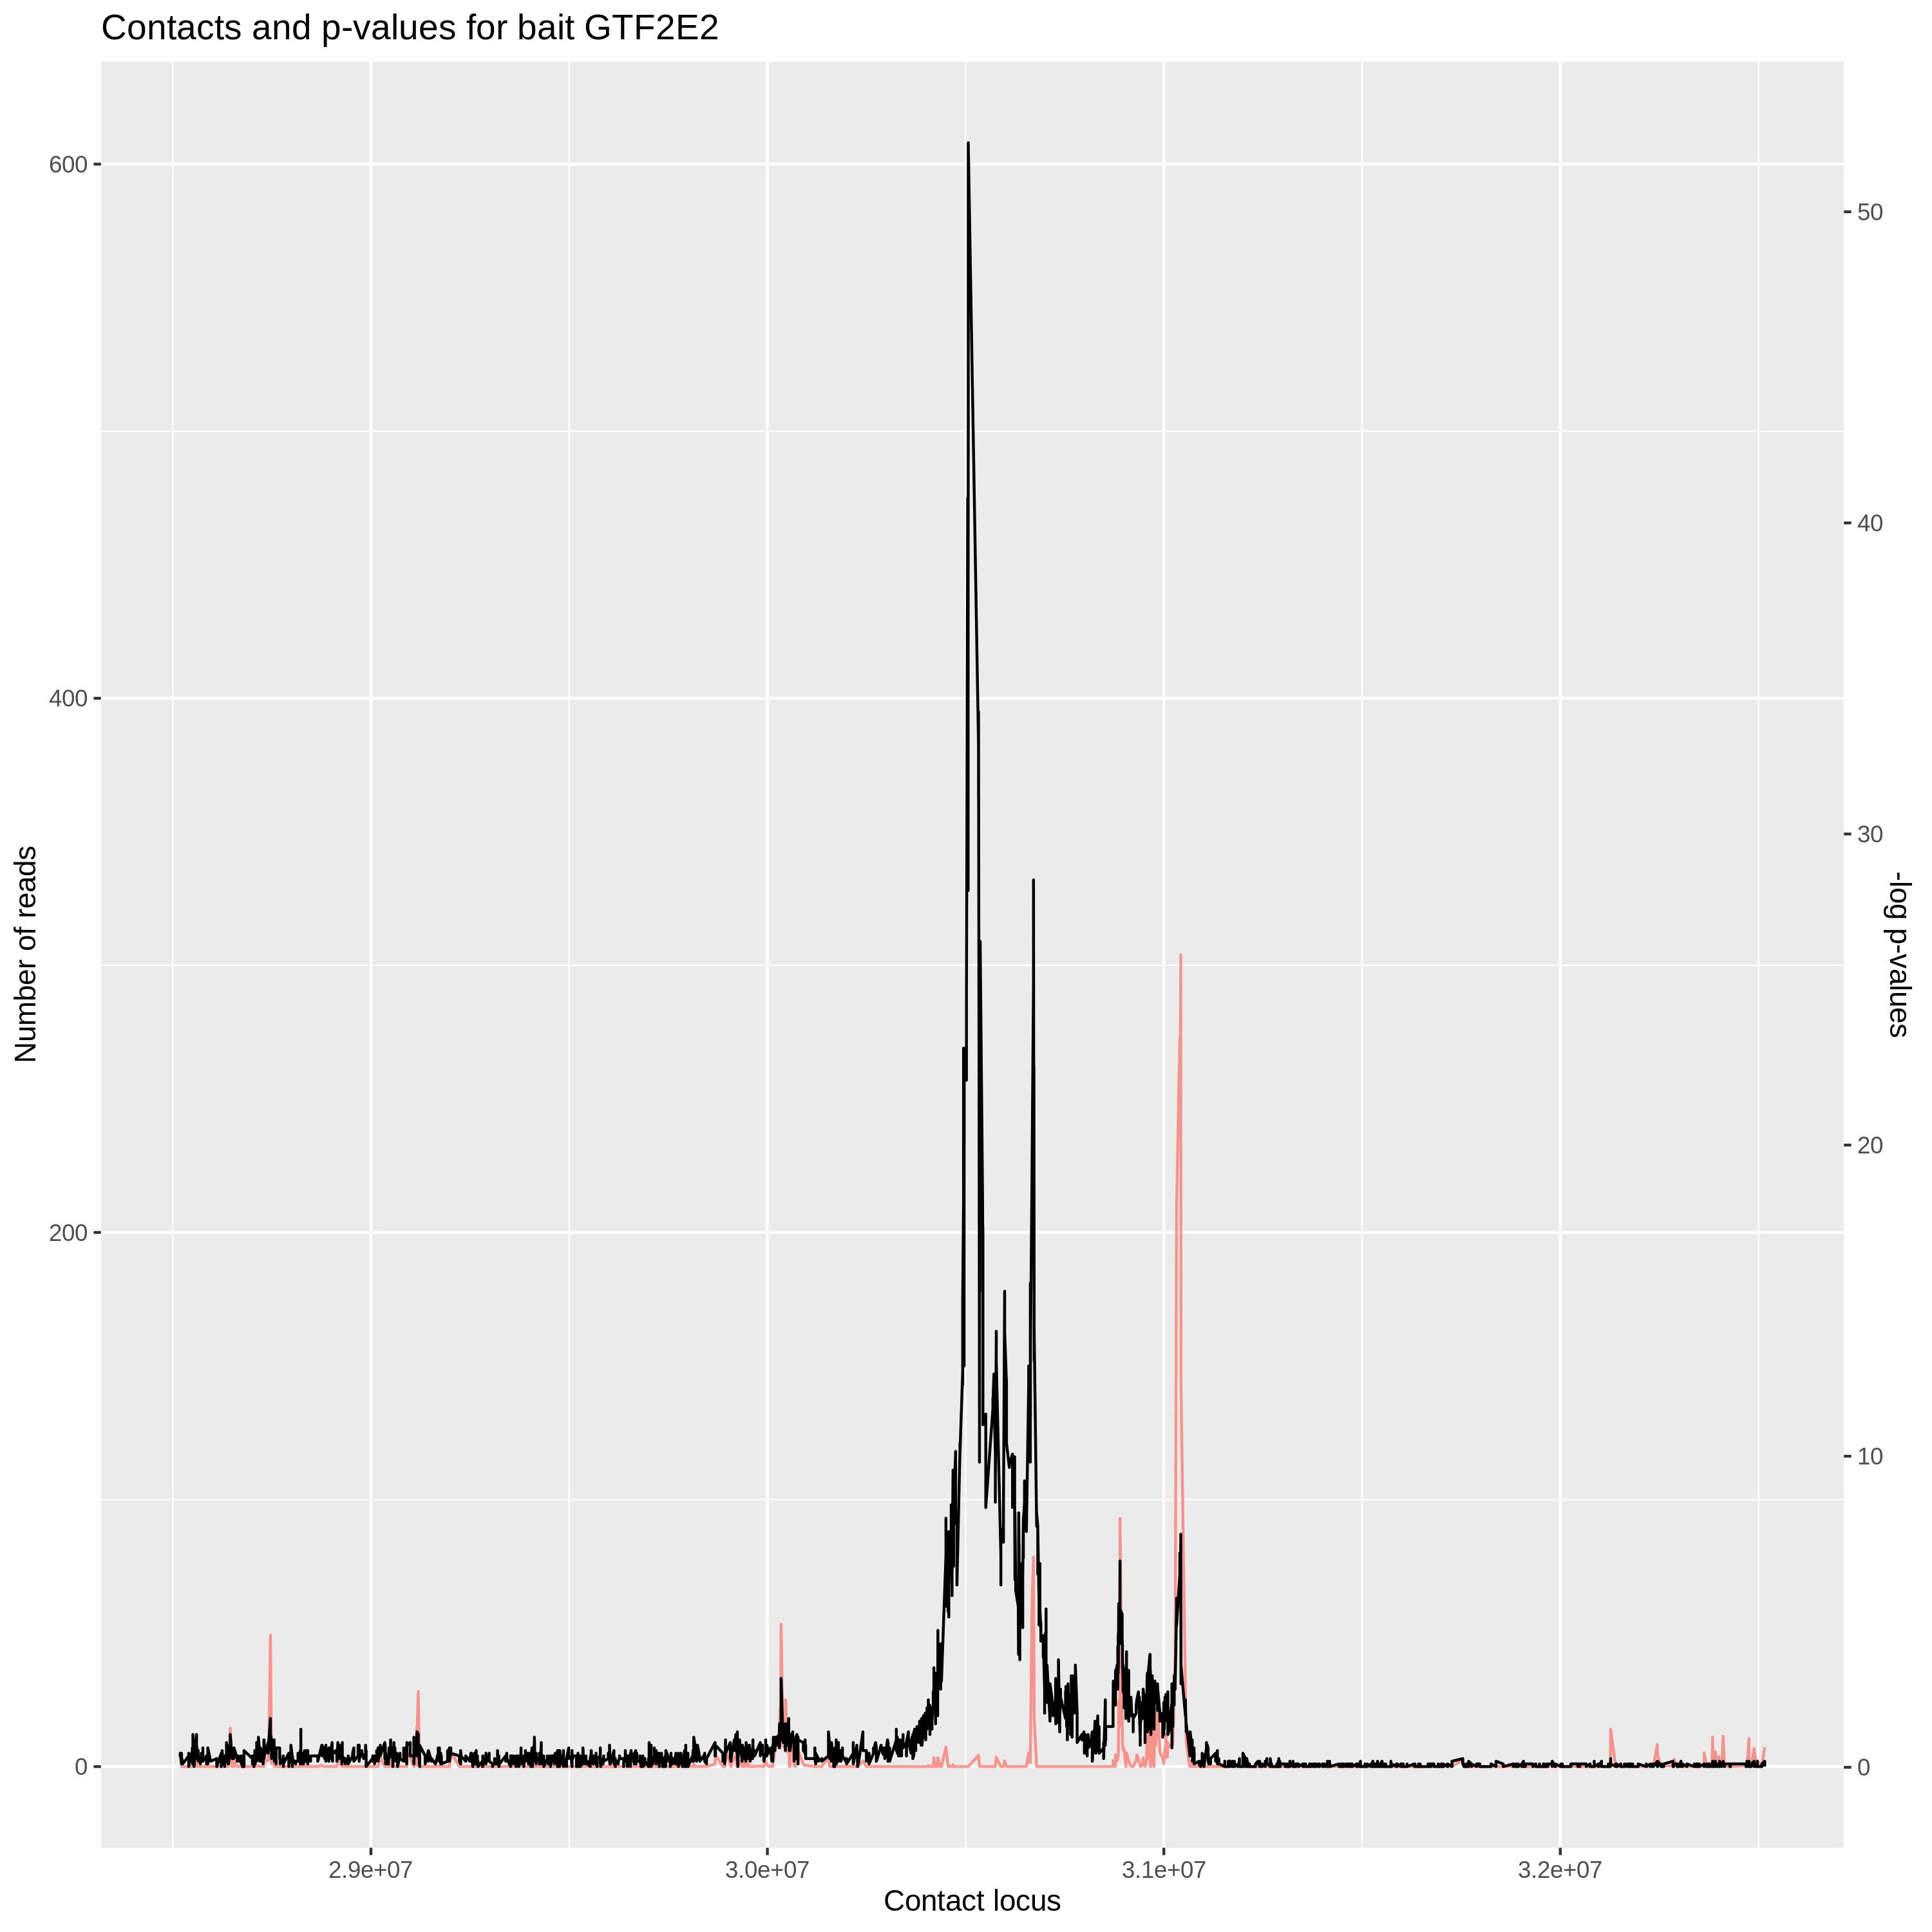 Contacts and p-values for bait GTF2E2
600
400
200
0
Number of reads
50
40
30
20
10
0
-log p-values
2.9e+07
3.0e+07
3.1e+07
3.2e+07
Contact locus